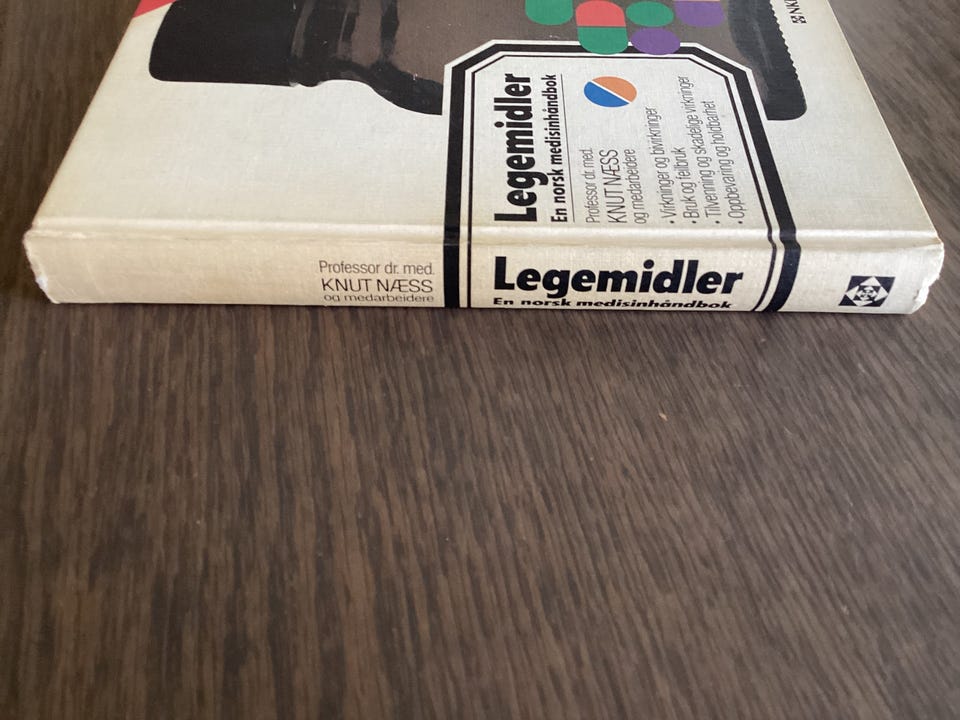 Legemidler
En norsk medisinhåndbok
Professor dr. med.
KNUT NÆSS
og medarbeidere
• Virkninger og bivirkninger
• Bruk og feilbruk
• Tilvenning og skadelige virkninger
• Oppbevaring og holdbarhet
Professor dr. med.
KNUT NÆSS
og medarbeidere
Legemidler
En norsk medisinhåndbok